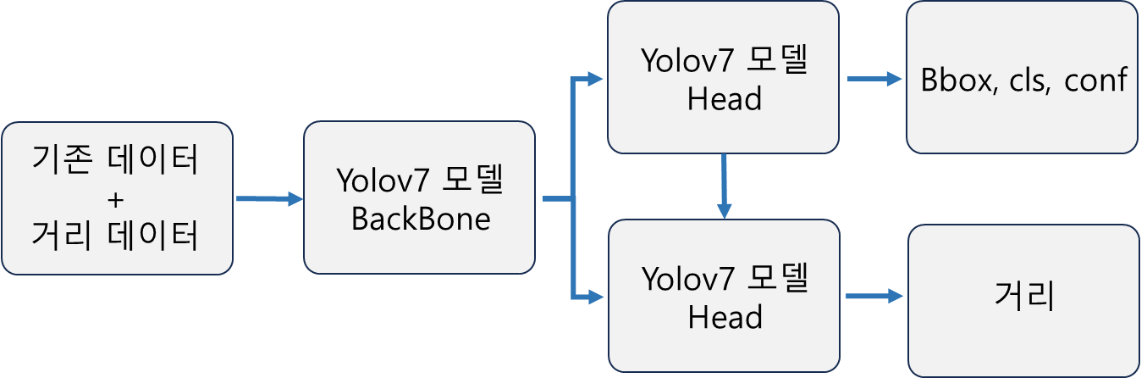 기존 데이터
+
거리 데이터
Yolov7 모델
BackBone
Yolov7 모델
Head
Bbox, cls, conf
Yolov7 모델
Head
거리